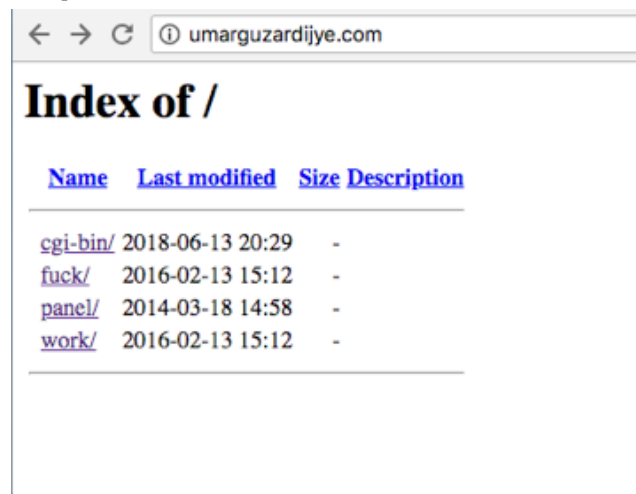 umarguzardijye.com
Index of /
Name Last modified Size Description
cgi-bin/ 2018-06-13 20:29 -
fuck/ 2016-02-13 15:12 -
panel/ 2014-03-18 14:58 -
work/ 2016-02-13 15:12 -